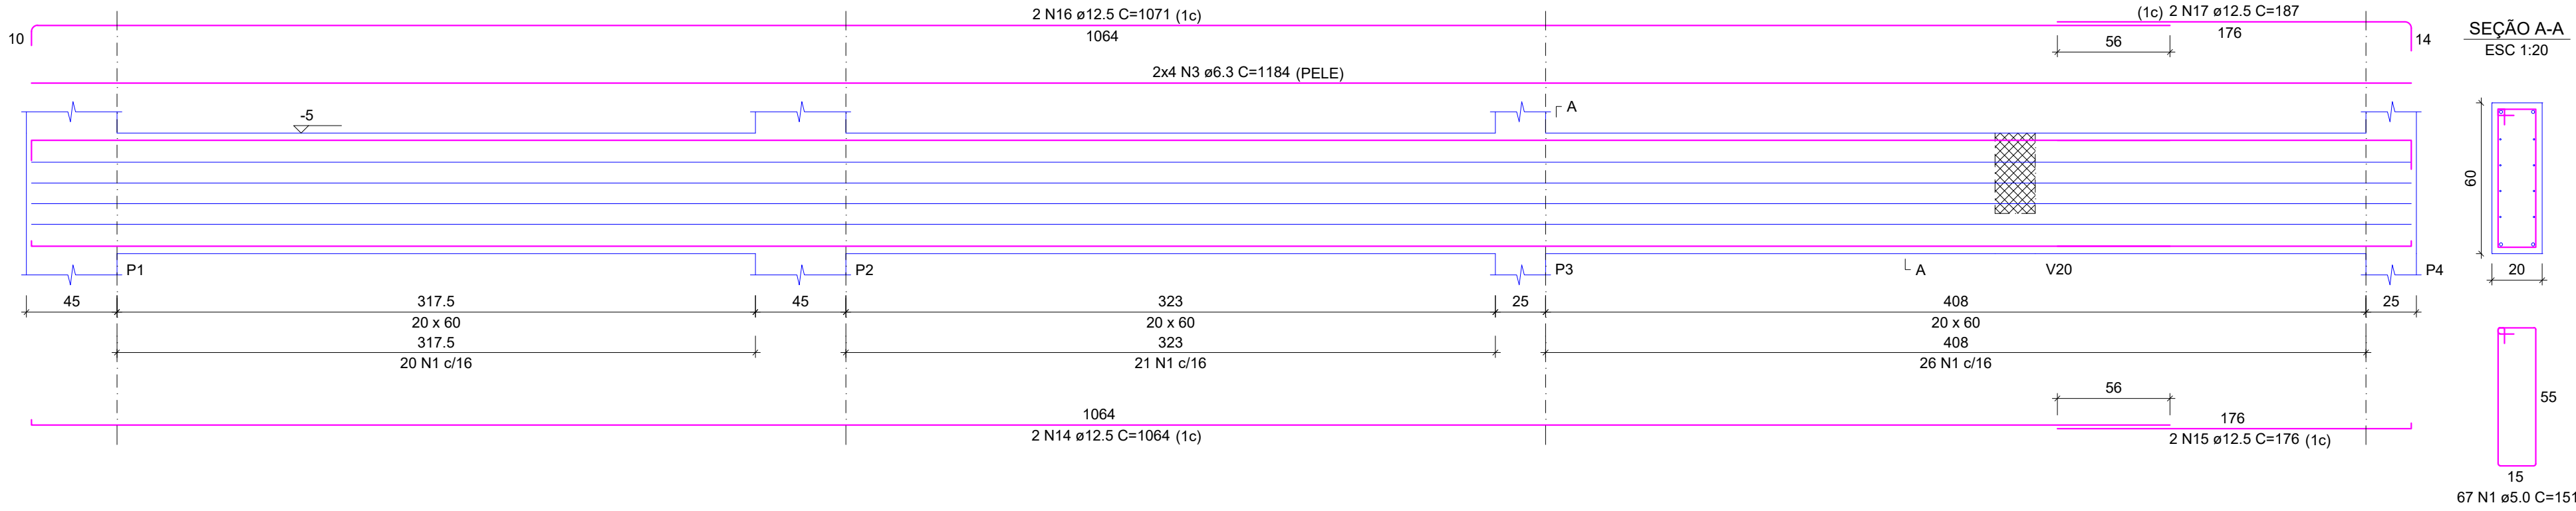 2 N16 ø12.5 C=1071 (1c)
1064
10
(1c) 2 N17 ø12.5 C=187
176
56
14
SEÇÃO A-A
ESC 1:20
2x4 N3 ø6.3 C=1184 (PELE)
-5
A
60
20
P1
P2
P3
A
V20
P4
45
317.5
45
323
25
408
25
20 x 60
20 x 60
20 x 60
317.5
323
408
20 N1 c/16
21 N1 c/16
26 N1 c/16
56
1064
2 N14 ø12.5 C=1064 (1c)
176
2 N15 ø12.5 C=176 (1c)
55
15
67 N1 ø5.0 C=151